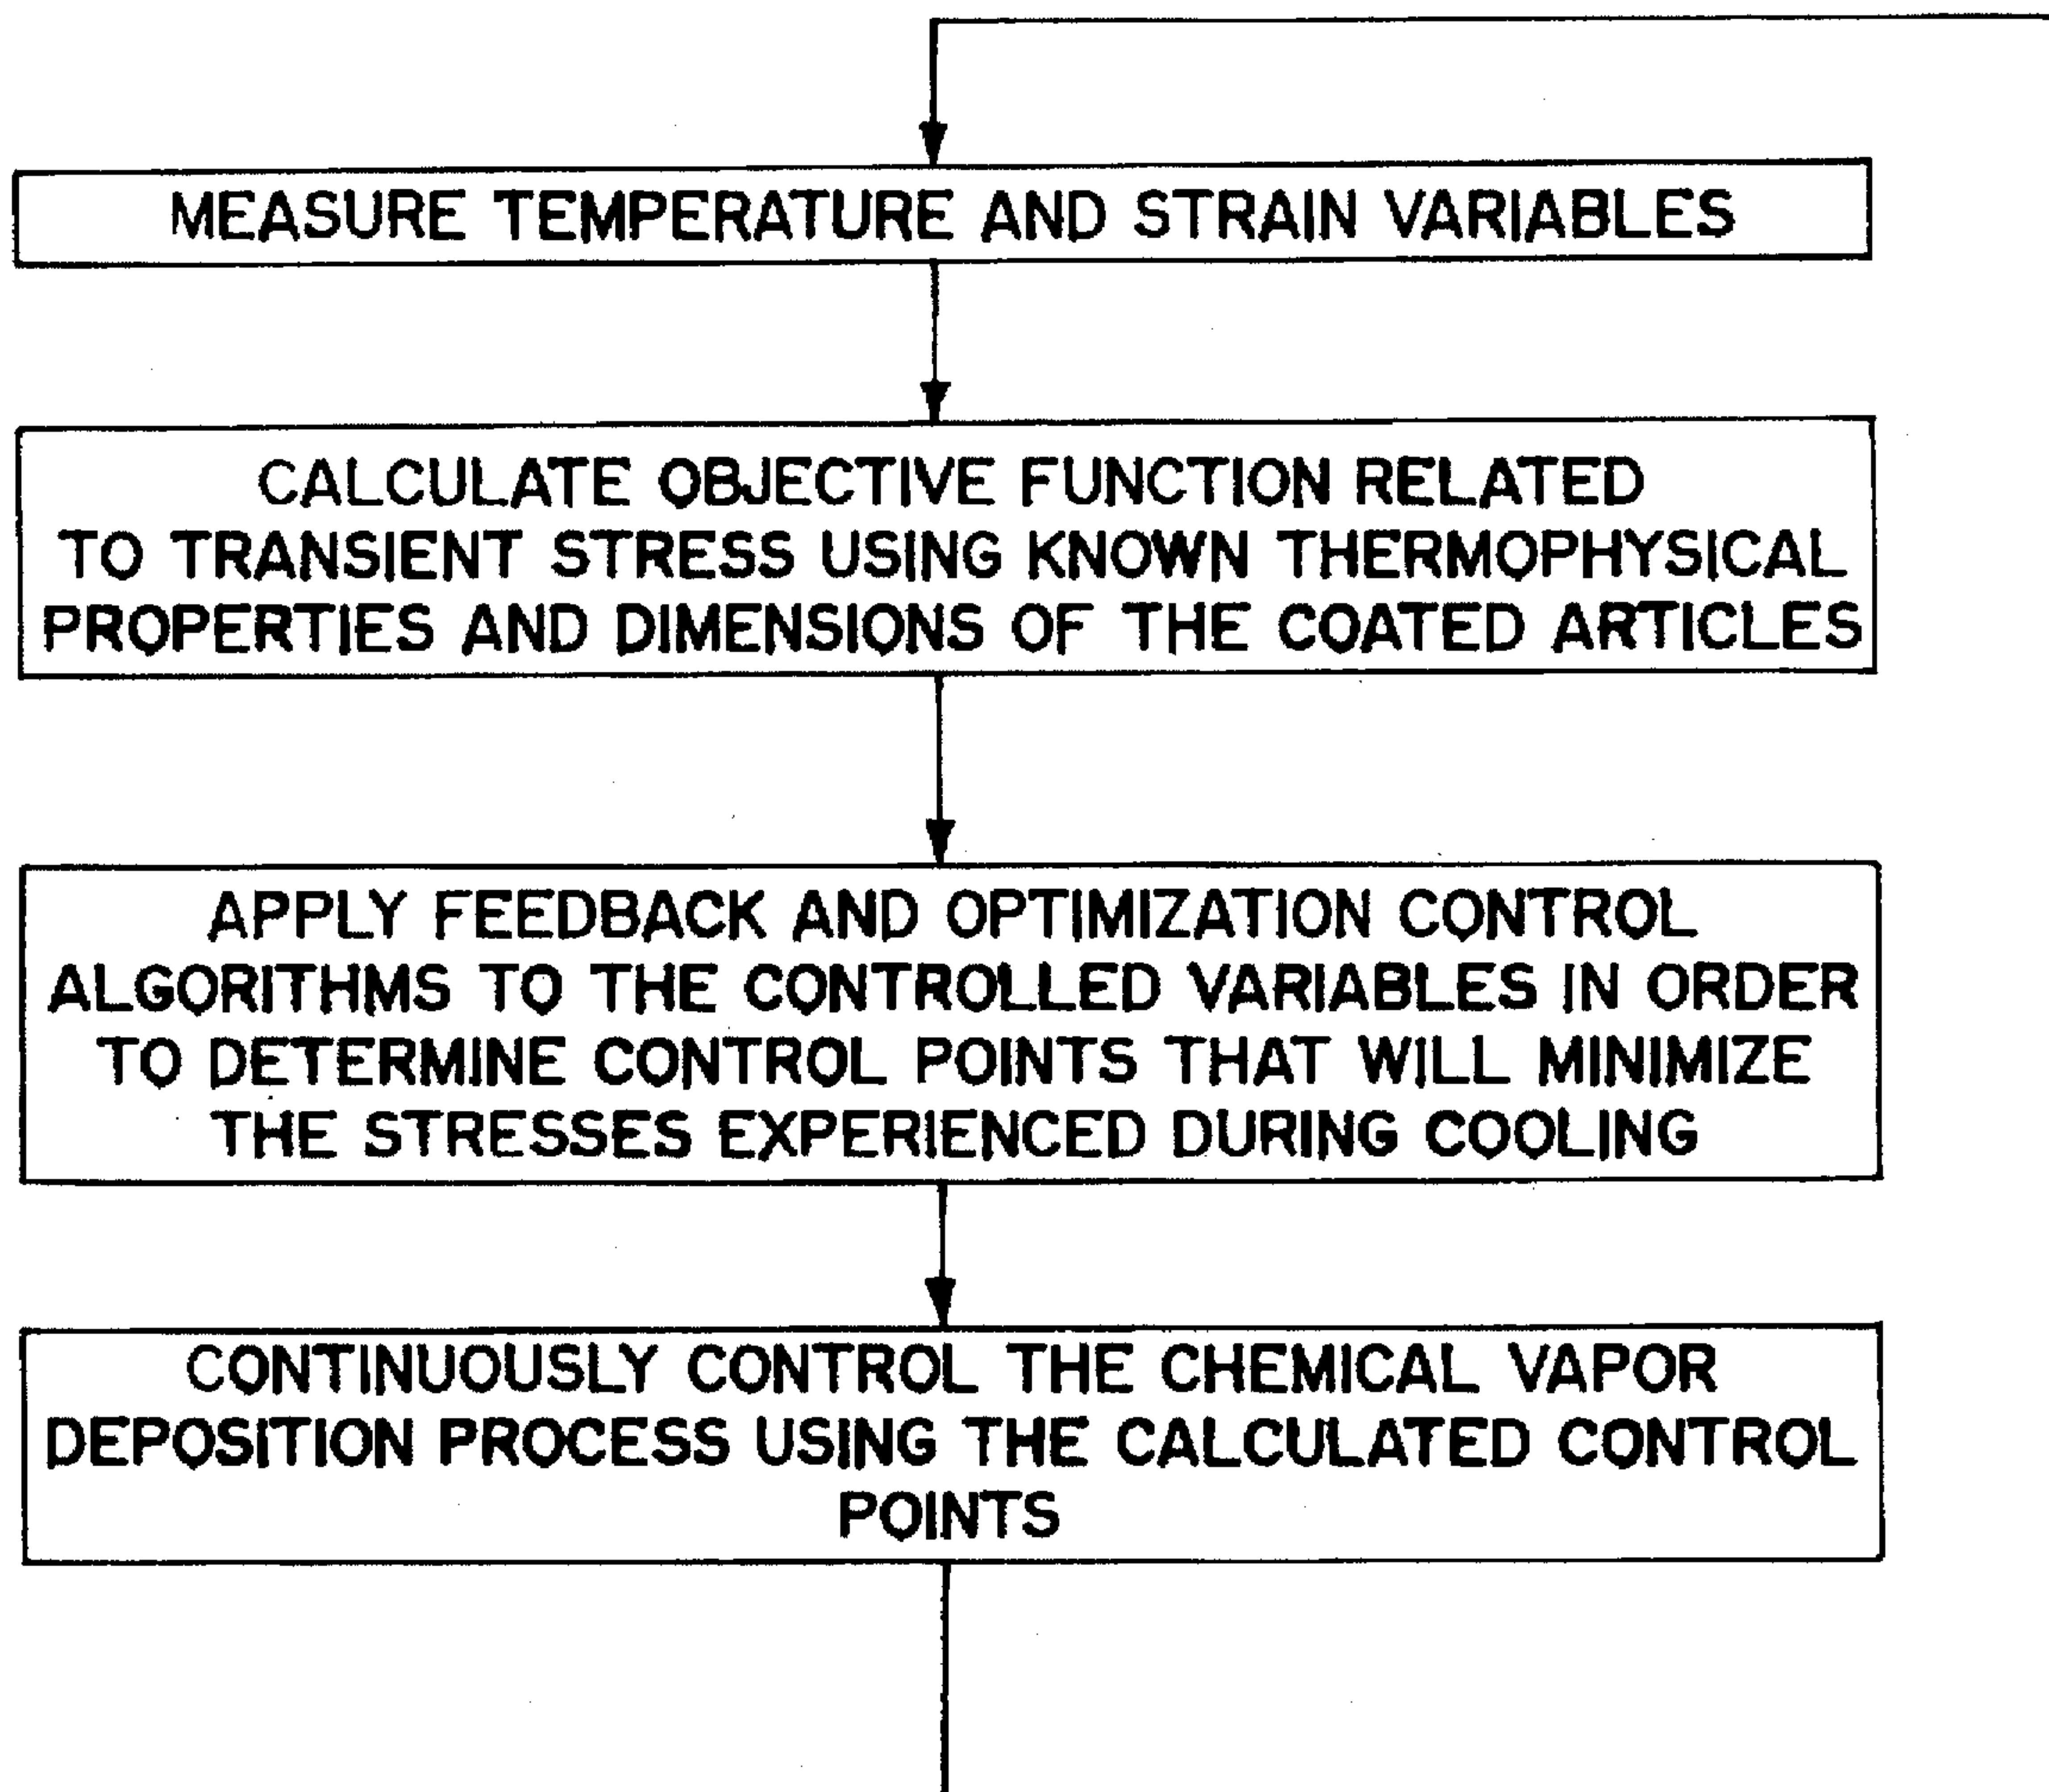 MEASURE TEMPERATURE AND STRAIN VARIABLES
CALCULATE OBJECTIVE FUNCTION RELATED
TO TRANSIENT STRESS USING KNOWN THERMOPHYSICAL
PROPERTIES AND DIMENSIONS OF THE COATED ARTICLES
APPLY FEEDBACK AND OPTIMIZATION CONTROL
ALGORITHMS TO THE CONTROLLED VARIABLES IN ORDER
TO DETERMINE CONTROL POINTS THAT WILL MINIMIZE
THE STRESSES EXPERIENCED DURING COOLING
CONTINUOUSLY CONTROL THE CHEMICAL VAPOR
DEPOSITION PROCESS USING THE CALCULATED CONTROL
POINTS